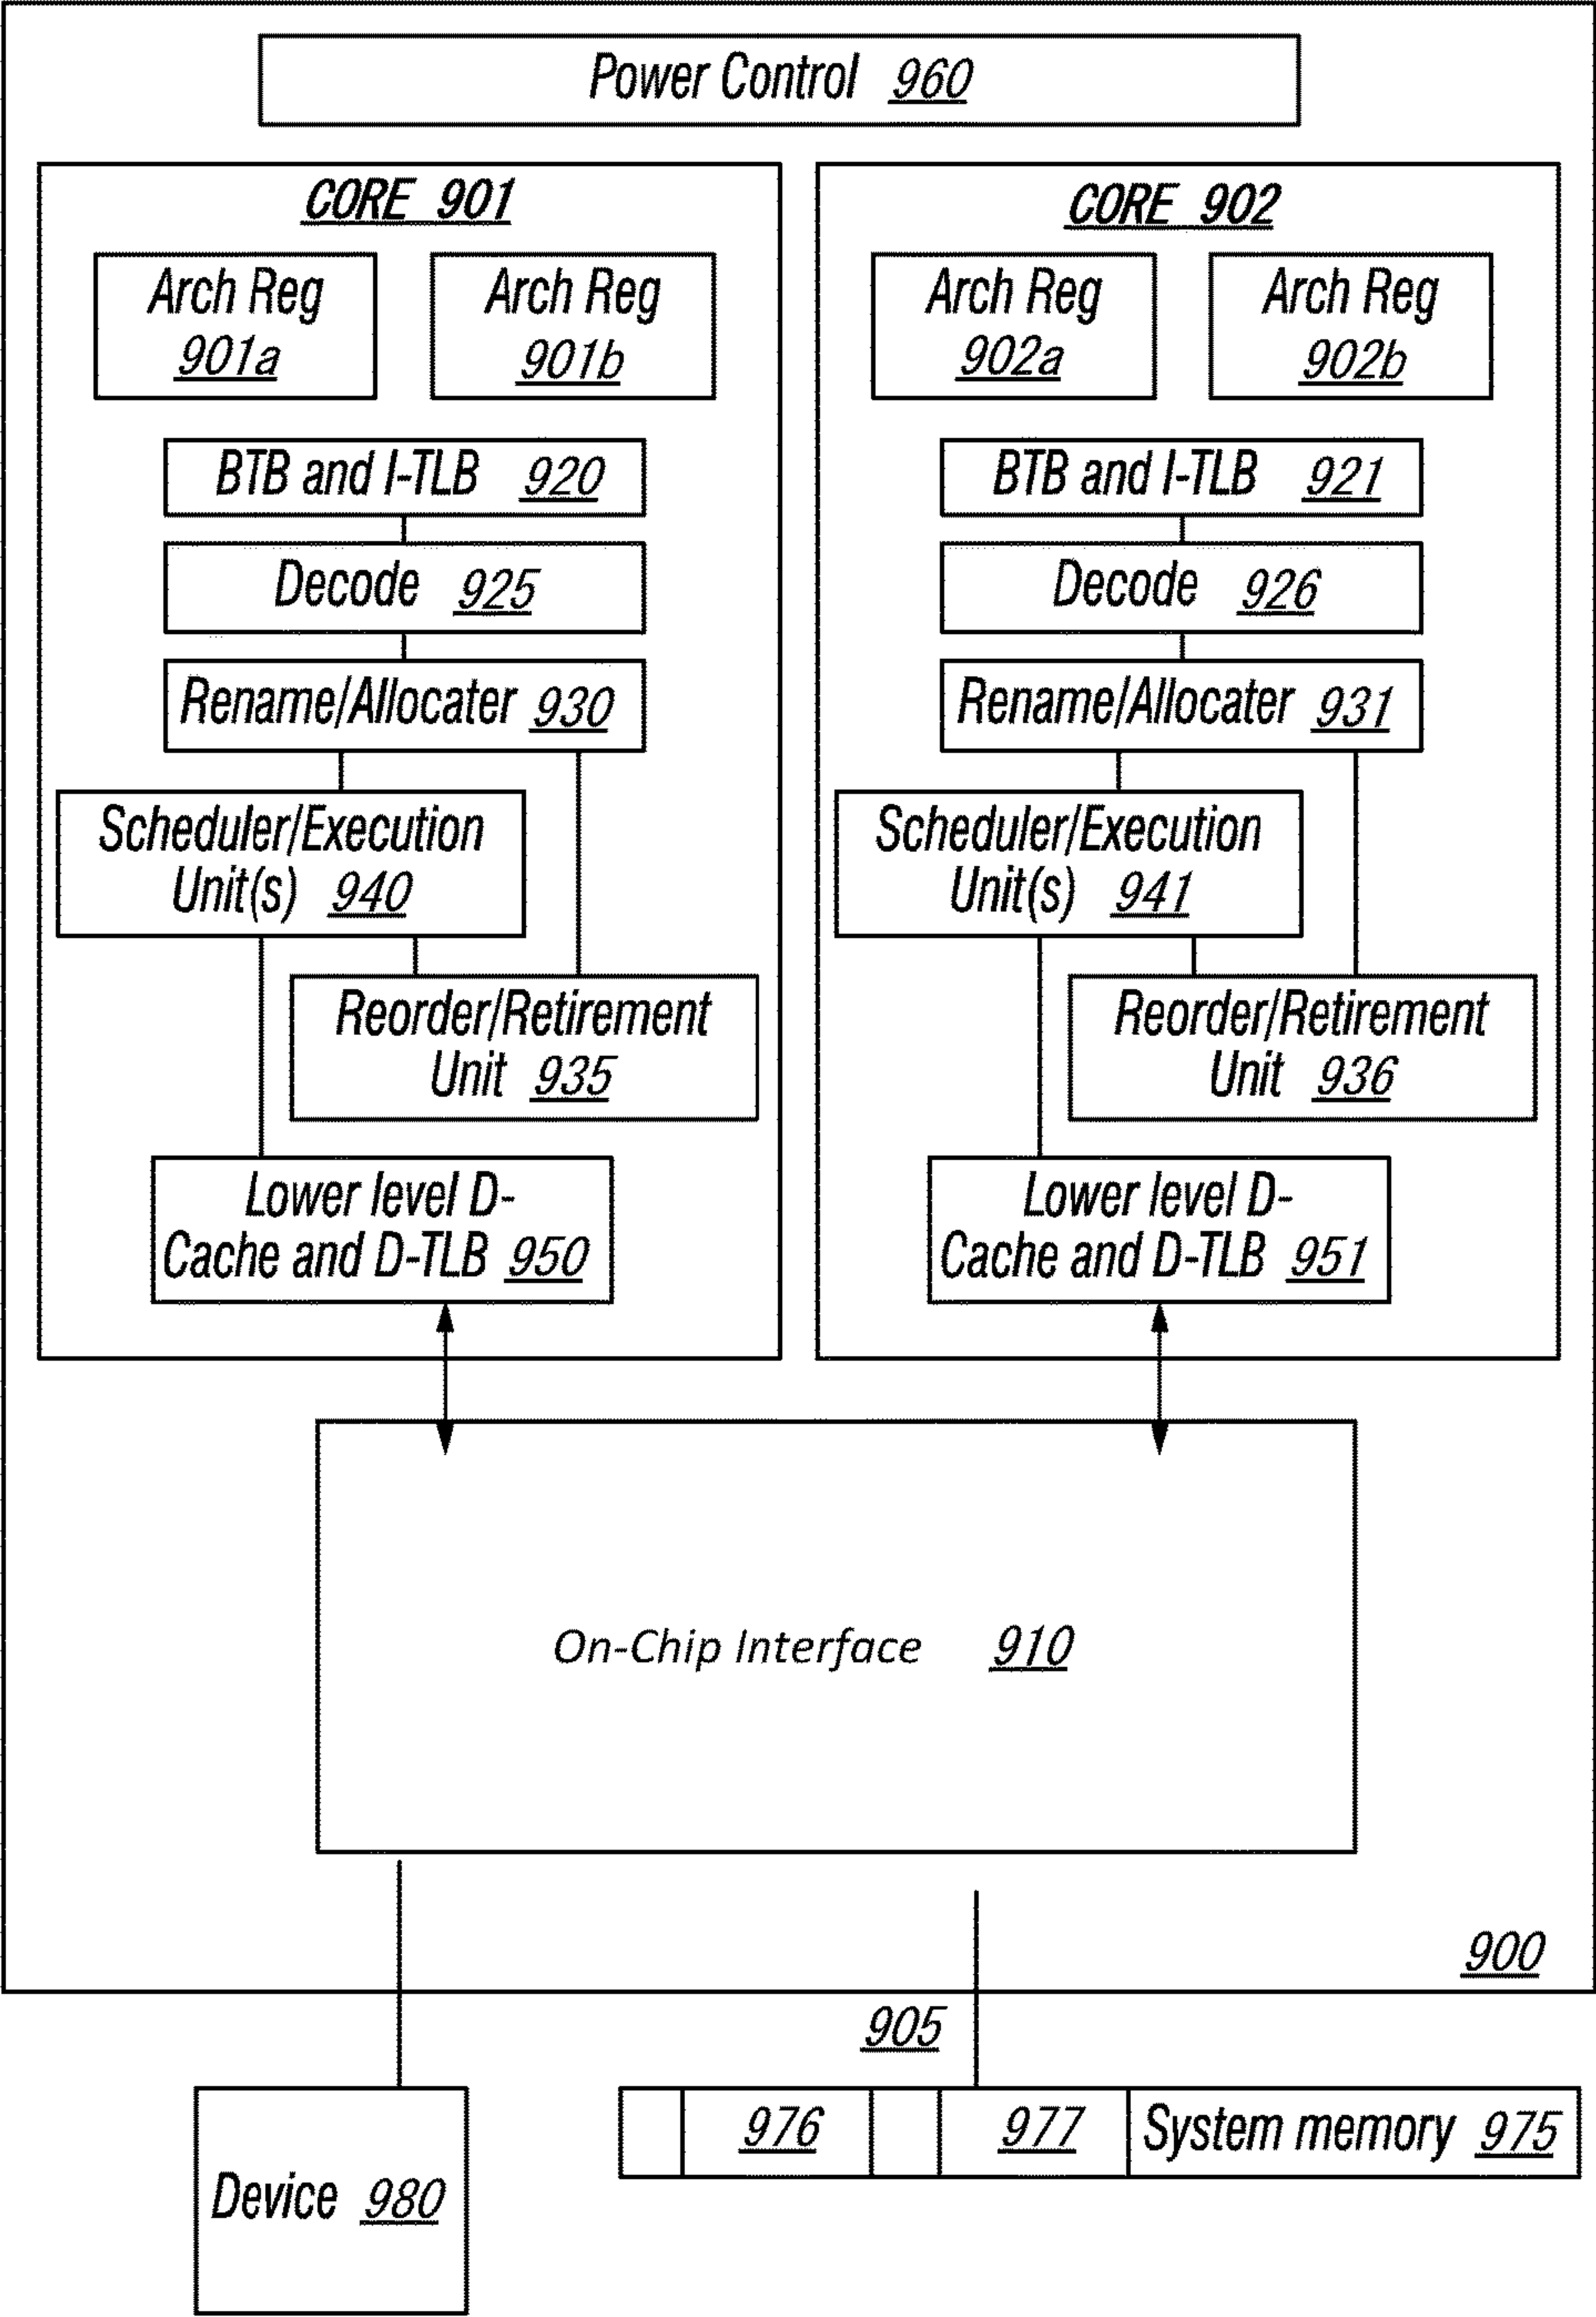 Power Control 960
CORE 901
Arch Reg
901a
Arch Reg
901b
BTB and I-TLB 920
Decode 925
Rename/Allocater 930
Scheduler/Execution
Unit(s) 940
Reorder/Retirement
Unit 935
Lower level D-
Cache and D-TLB 950
CORE 902
Arch Reg
902a
Arch Reg
902b
BTB and I-TLB 921
Decode 926
Rename/Allocater 931
Scheduler/Execution
Unit(s) 941
Reorder/Retirement
Unit 936
Lower level D-
Cache and D-TLB 951
On-Chip Interface 910
900
905
976
977
System memory 975
Device 980